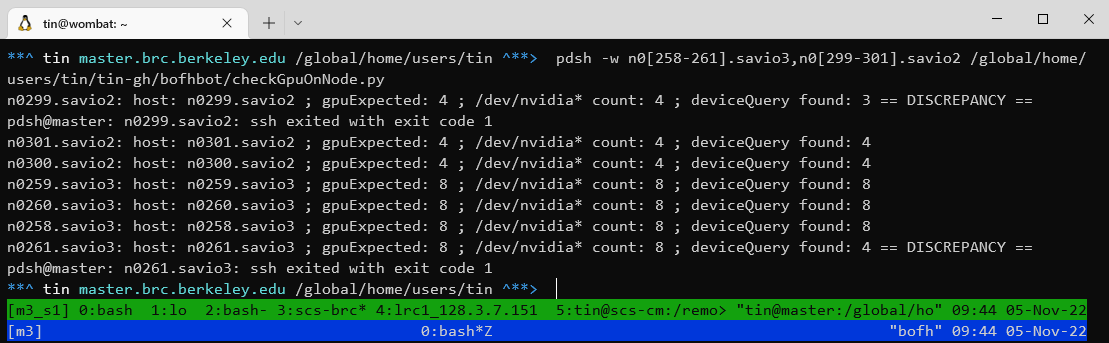 tin@wombat: ~
**^ tin master.brc.berkeley.edu /global/home/users/tin ^**>  pdsh -w n0[258-261].savio3,n0[299-301].savio2 /global/home/
users/tin/tin-gh/bofhbot/checkGpuOnNode.py
n0299.savio2: host: n0299.savio2 ; gpuExpected: 4 ; /dev/nvidia* count: 4 ; deviceQuery found: 3 == DISCREPANCY ==
pdsh@master: n0299.savio2: ssh exited with exit code 1
n0301.savio2: host: n0301.savio2 ; gpuExpected: 4 ; /dev/nvidia* count: 4 ; deviceQuery found: 4
n0300.savio2: host: n0300.savio2 ; gpuExpected: 4 ; /dev/nvidia* count: 4 ; deviceQuery found: 4
n0259.savio3: host: n0259.savio3 ; gpuExpected: 8 ; /dev/nvidia* count: 8 ; deviceQuery found: 8
n0260.savio3: host: n0260.savio3 ; gpuExpected: 8 ; /dev/nvidia* count: 8 ; deviceQuery found: 8
n0258.savio3: host: n0258.savio3 ; gpuExpected: 8 ; /dev/nvidia* count: 8 ; deviceQuery found: 8
n0261.savio3: host: n0261.savio3 ; gpuExpected: 8 ; /dev/nvidia* count: 8 ; deviceQuery found: 4 == DISCREPANCY ==
pdsh@master: n0261.savio3: ssh exited with exit code 1
**^ tin master.brc.berkeley.edu /global/home/users/tin ^**>
[m3_s1] 0:bash  1:lo  2:bash- 3:scs-brc* 4:lrc1_128.3.7.151  5:tin@scs-cm:/remo> "tin@master:/global/ho" 09:44 05-Nov-22
[m3] 0:bash*Z "bofh" 09:44 05-Nov-22